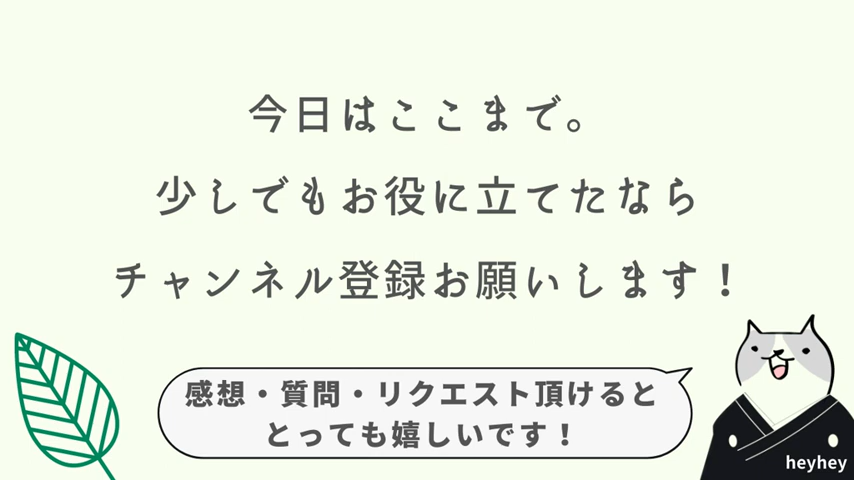 今日はここまで。
少しでもお役に立てたなら
チャンネル登録お願いします！
感想・質問・リクエスト頂けると
とっても嬉しいです！
heyhey